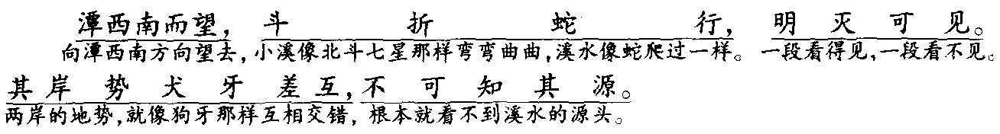 潭西南而望，斗折蛇行，明灭可见。
向潭西南方向望去，小溪像北斗七星那样弯弯曲曲，溪水像蛇爬过一样。一段看得见，一段看不见。
其岸势犬牙差互，不可知其源。
两岸的地势，就像狗牙那样互相交错，根本就看不到溪水的源头。